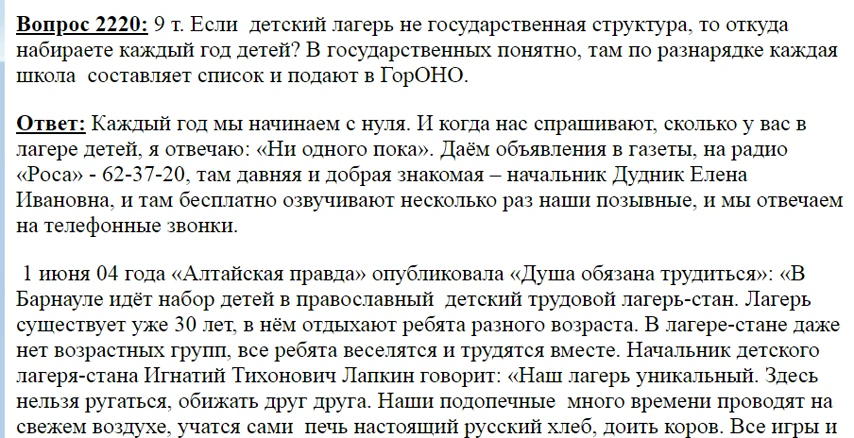 Вопрос 2220: 9 т. Если детский лагерь не государственная структура, то откуда
набираете каждый год детей? В государственных понятно, там по разнарядке каждая
школа составляет список и подают в ГорОНО.
Ответ: Каждый год мы начинаем с нуля. И когда нас спрашивают, сколько у вас в
лагере детей, я отвечаю: «Ни одного пока». Даём объявления в газеты, на радио
«Роса» - 62-37-20, там давняя и добрая знакомая – начальник Дудник Елена
Ивановна, и там бесплатно озвучивают несколько раз наши позывные, и мы отвечаем
на телефонные звонки.
1 июня 04 года «Алтайская правда» опубликовала «Душа обязана трудиться»: «В
Барнауле идёт набор детей в православный детский трудовой лагерь-стан. Лагерь
существует уже 30 лет, в нём отдыхают ребята разного возраста. В лагере-стане даже
нет возрастных групп, все ребята веселятся и трудятся вместе. Начальник детского
лагеря-стана Игнатий Тихонович Лапкин говорит: «Наш лагерь уникальный. Здесь
нельзя ругаться, обижать друг друга. Наши подопечные много времени проводят на
свежем воздухе, учатся сами печь настоящий русский хлеб, доить коров. Все игры и